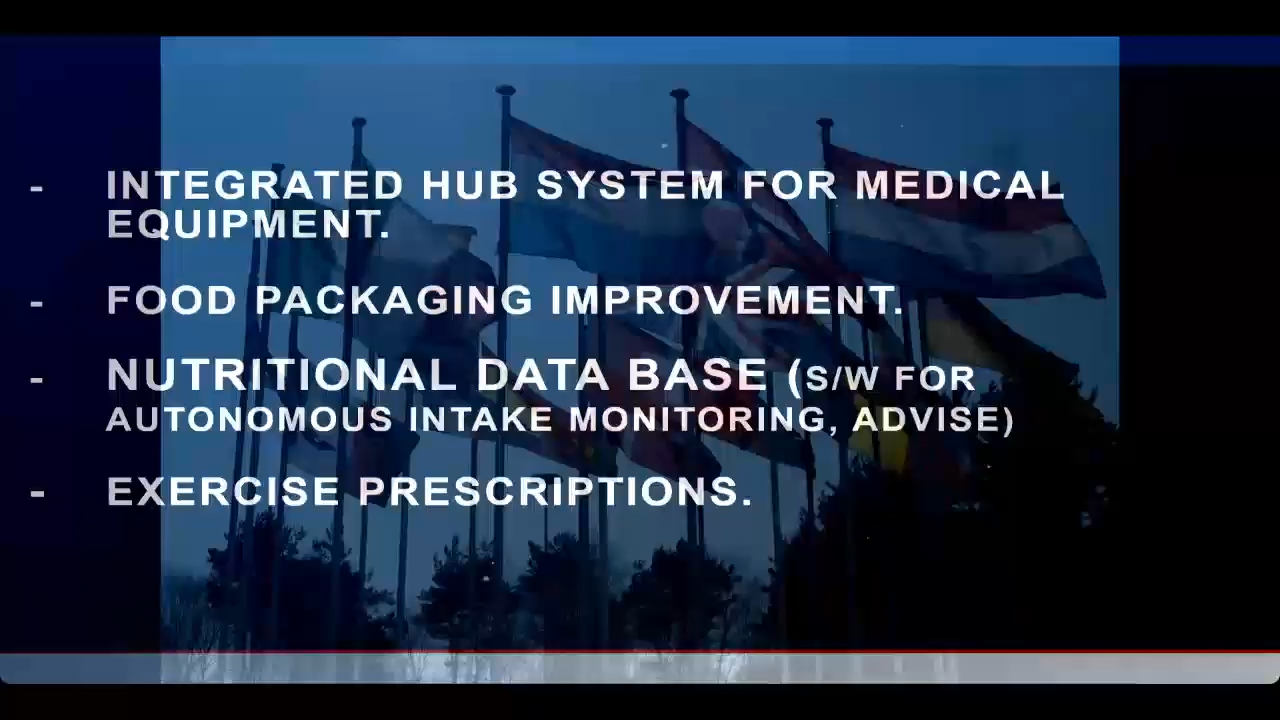 - INTEGRATED HUB SYSTEM FOR MEDICAL
EQUIPMENT.
- FOOD PACKAGING IMPROVEMENT.
- NUTRITIONAL DATA BASE (S/W FOR
AUTONOMOUS INTAKE MONITORING, ADVISE)
- EXERCISE PRESCRIPTIONS.